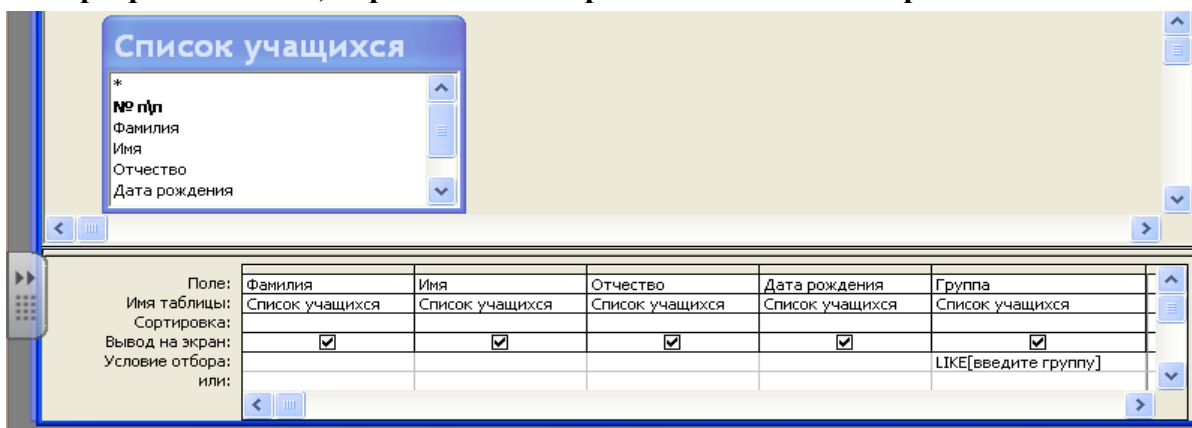 Список учащихся
*
№ п\п
Фамилия
Имя
Отчество
Дата рождения
Поле: Фамилия Имя Отчество Дата рождения Группа
Имя таблицы: Список учащихся Список учащихся Список учащихся Список учащихся Список учащихся
Сортировка:
Вывод на экран:
Условие отбора: LIKE[введите группу]
или: